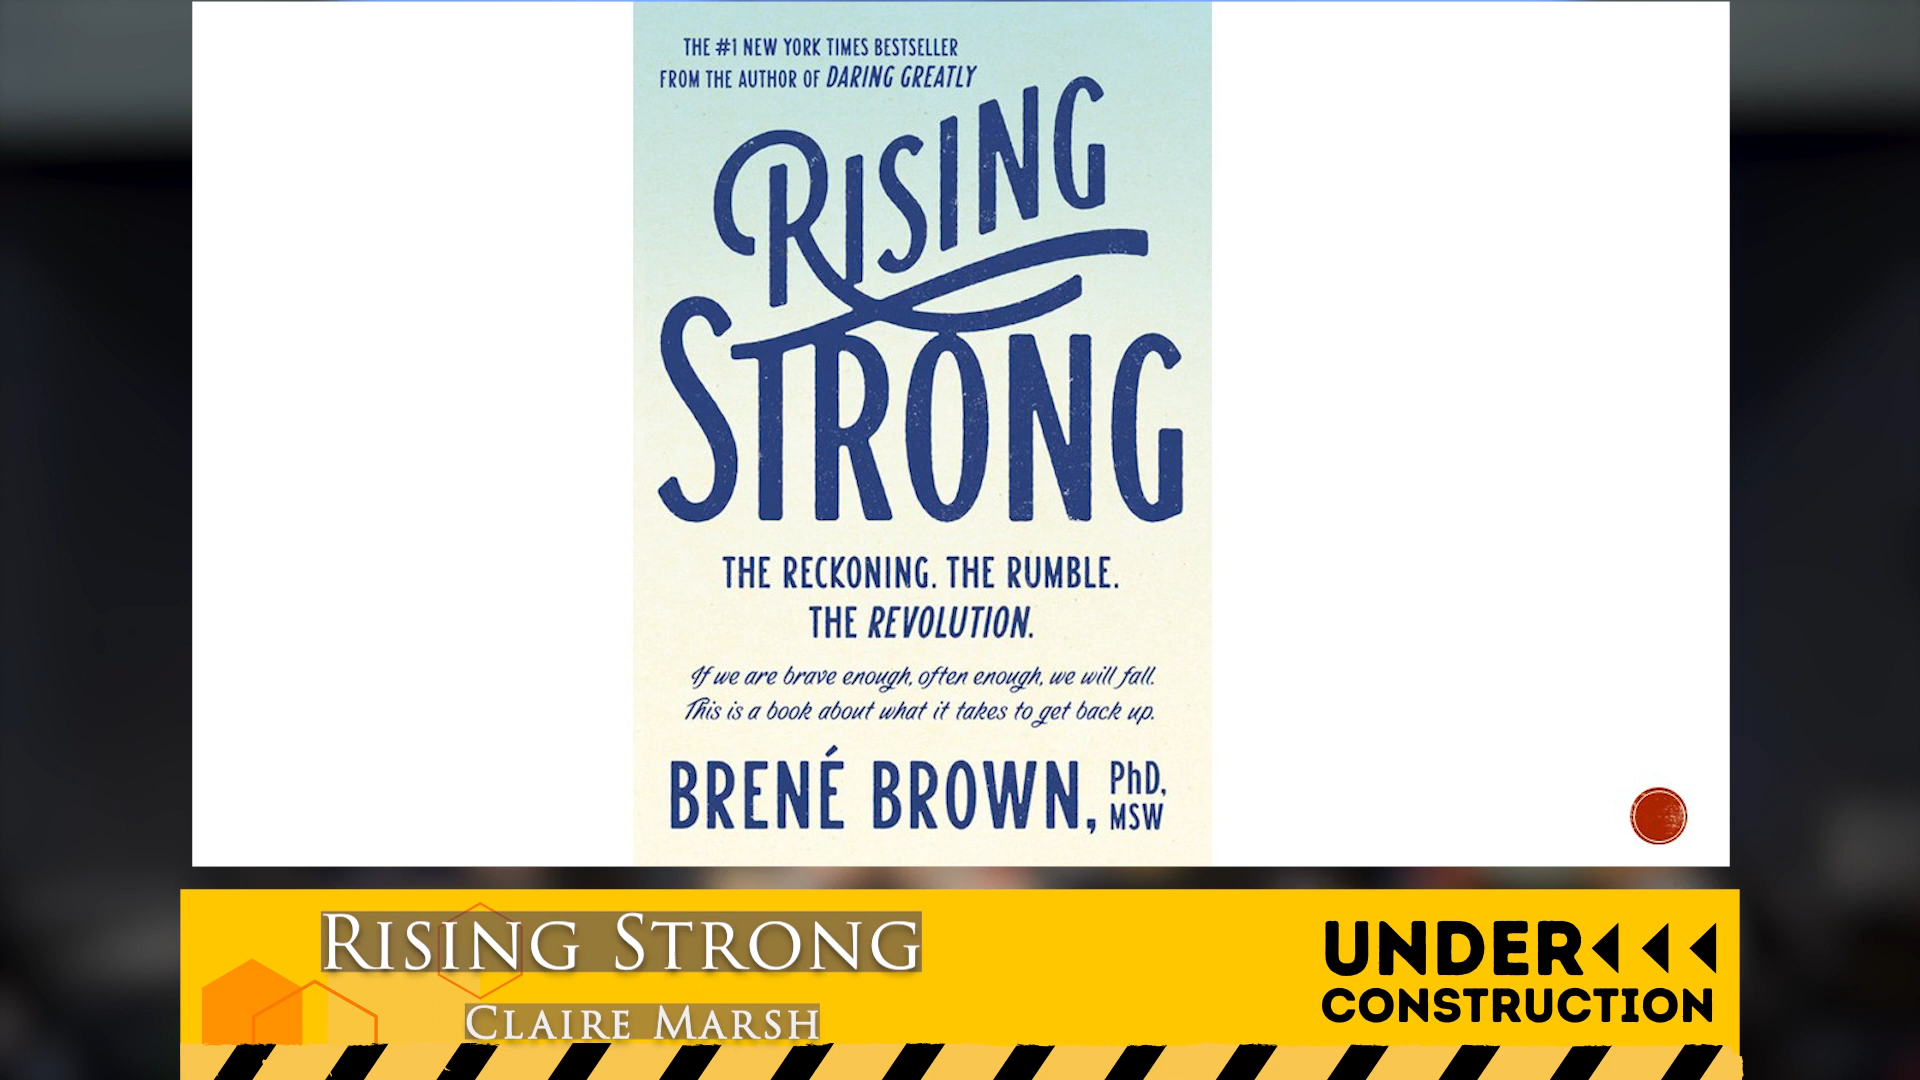 THE #1 NEW YORK TIMES BESTSELLER
FROM THE AUTHOR OF DARING GREATLY
RISING
STRONG
THE RECKONING. THE RUMBLE.
THE REVOLUTION.
If we are brave enough, often enough, we will fall.
This is a book about what it takes to get back up.
BRENÉ BROWN, PhD, MSW
RISING STRONG
CLAIRE MARSH
UNDER
CONSTRUCTION